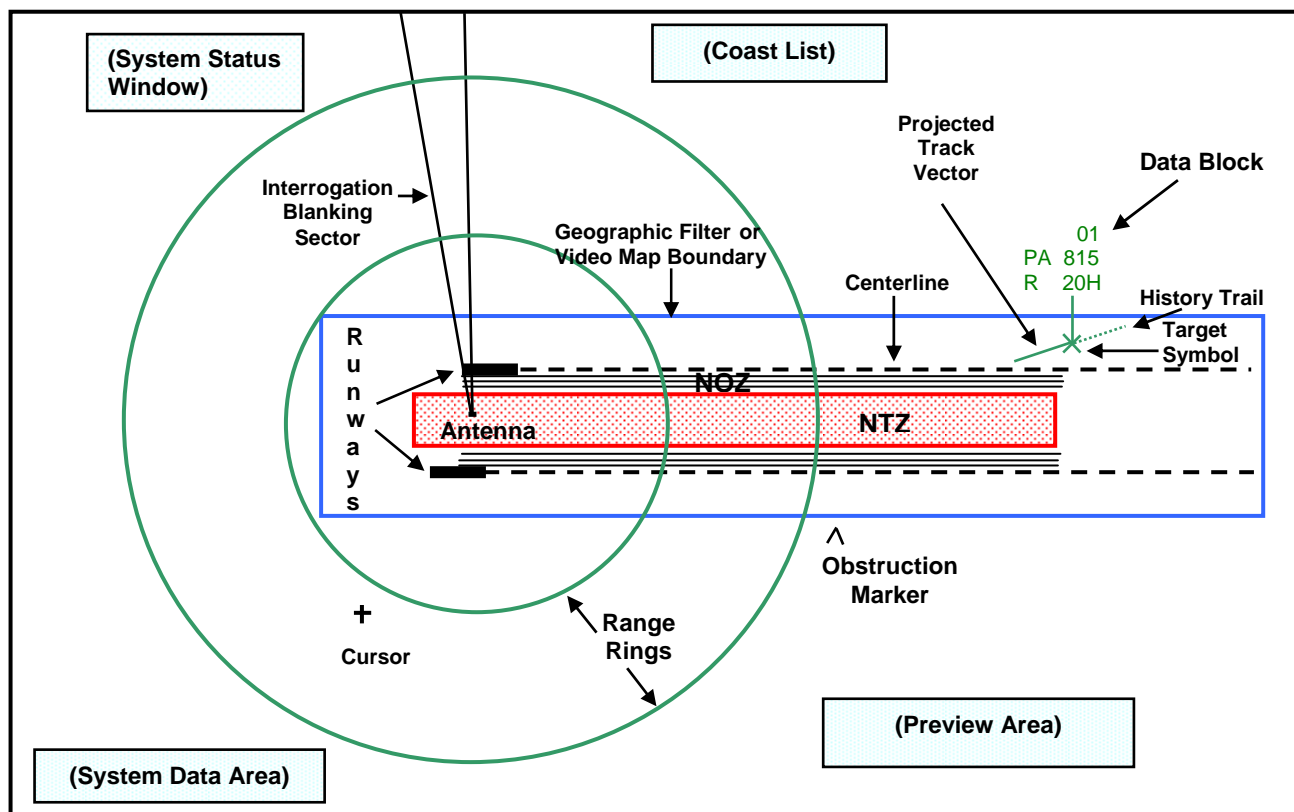 (System Status
Window)
(Coast List)
Projected
Track
Vector
Data Block
Interrogation
Blanking
Sector
Geographic Filter or
Video Map Boundary
01
PA 815
R 20H
Centerline
History Trail
Target
Symbol
R
u
n
w
a
y
s
NOZ
NTZ
Antenna
Obstruction
Marker
Range
Rings
Cursor
(Preview Area)
(System Data Area)